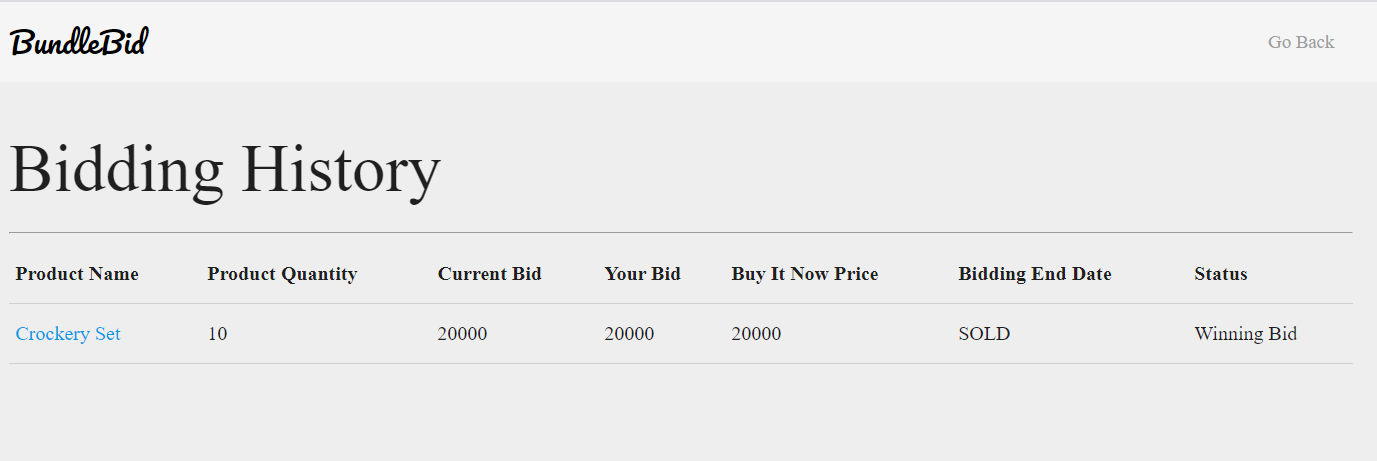 BundleBid
Go Back
Bidding History
Product Name Product Quantity Current Bid Your Bid Buy It Now Price Bidding End Date Status
Crockery Set 10 20000 20000 20000 SOLD Winning Bid